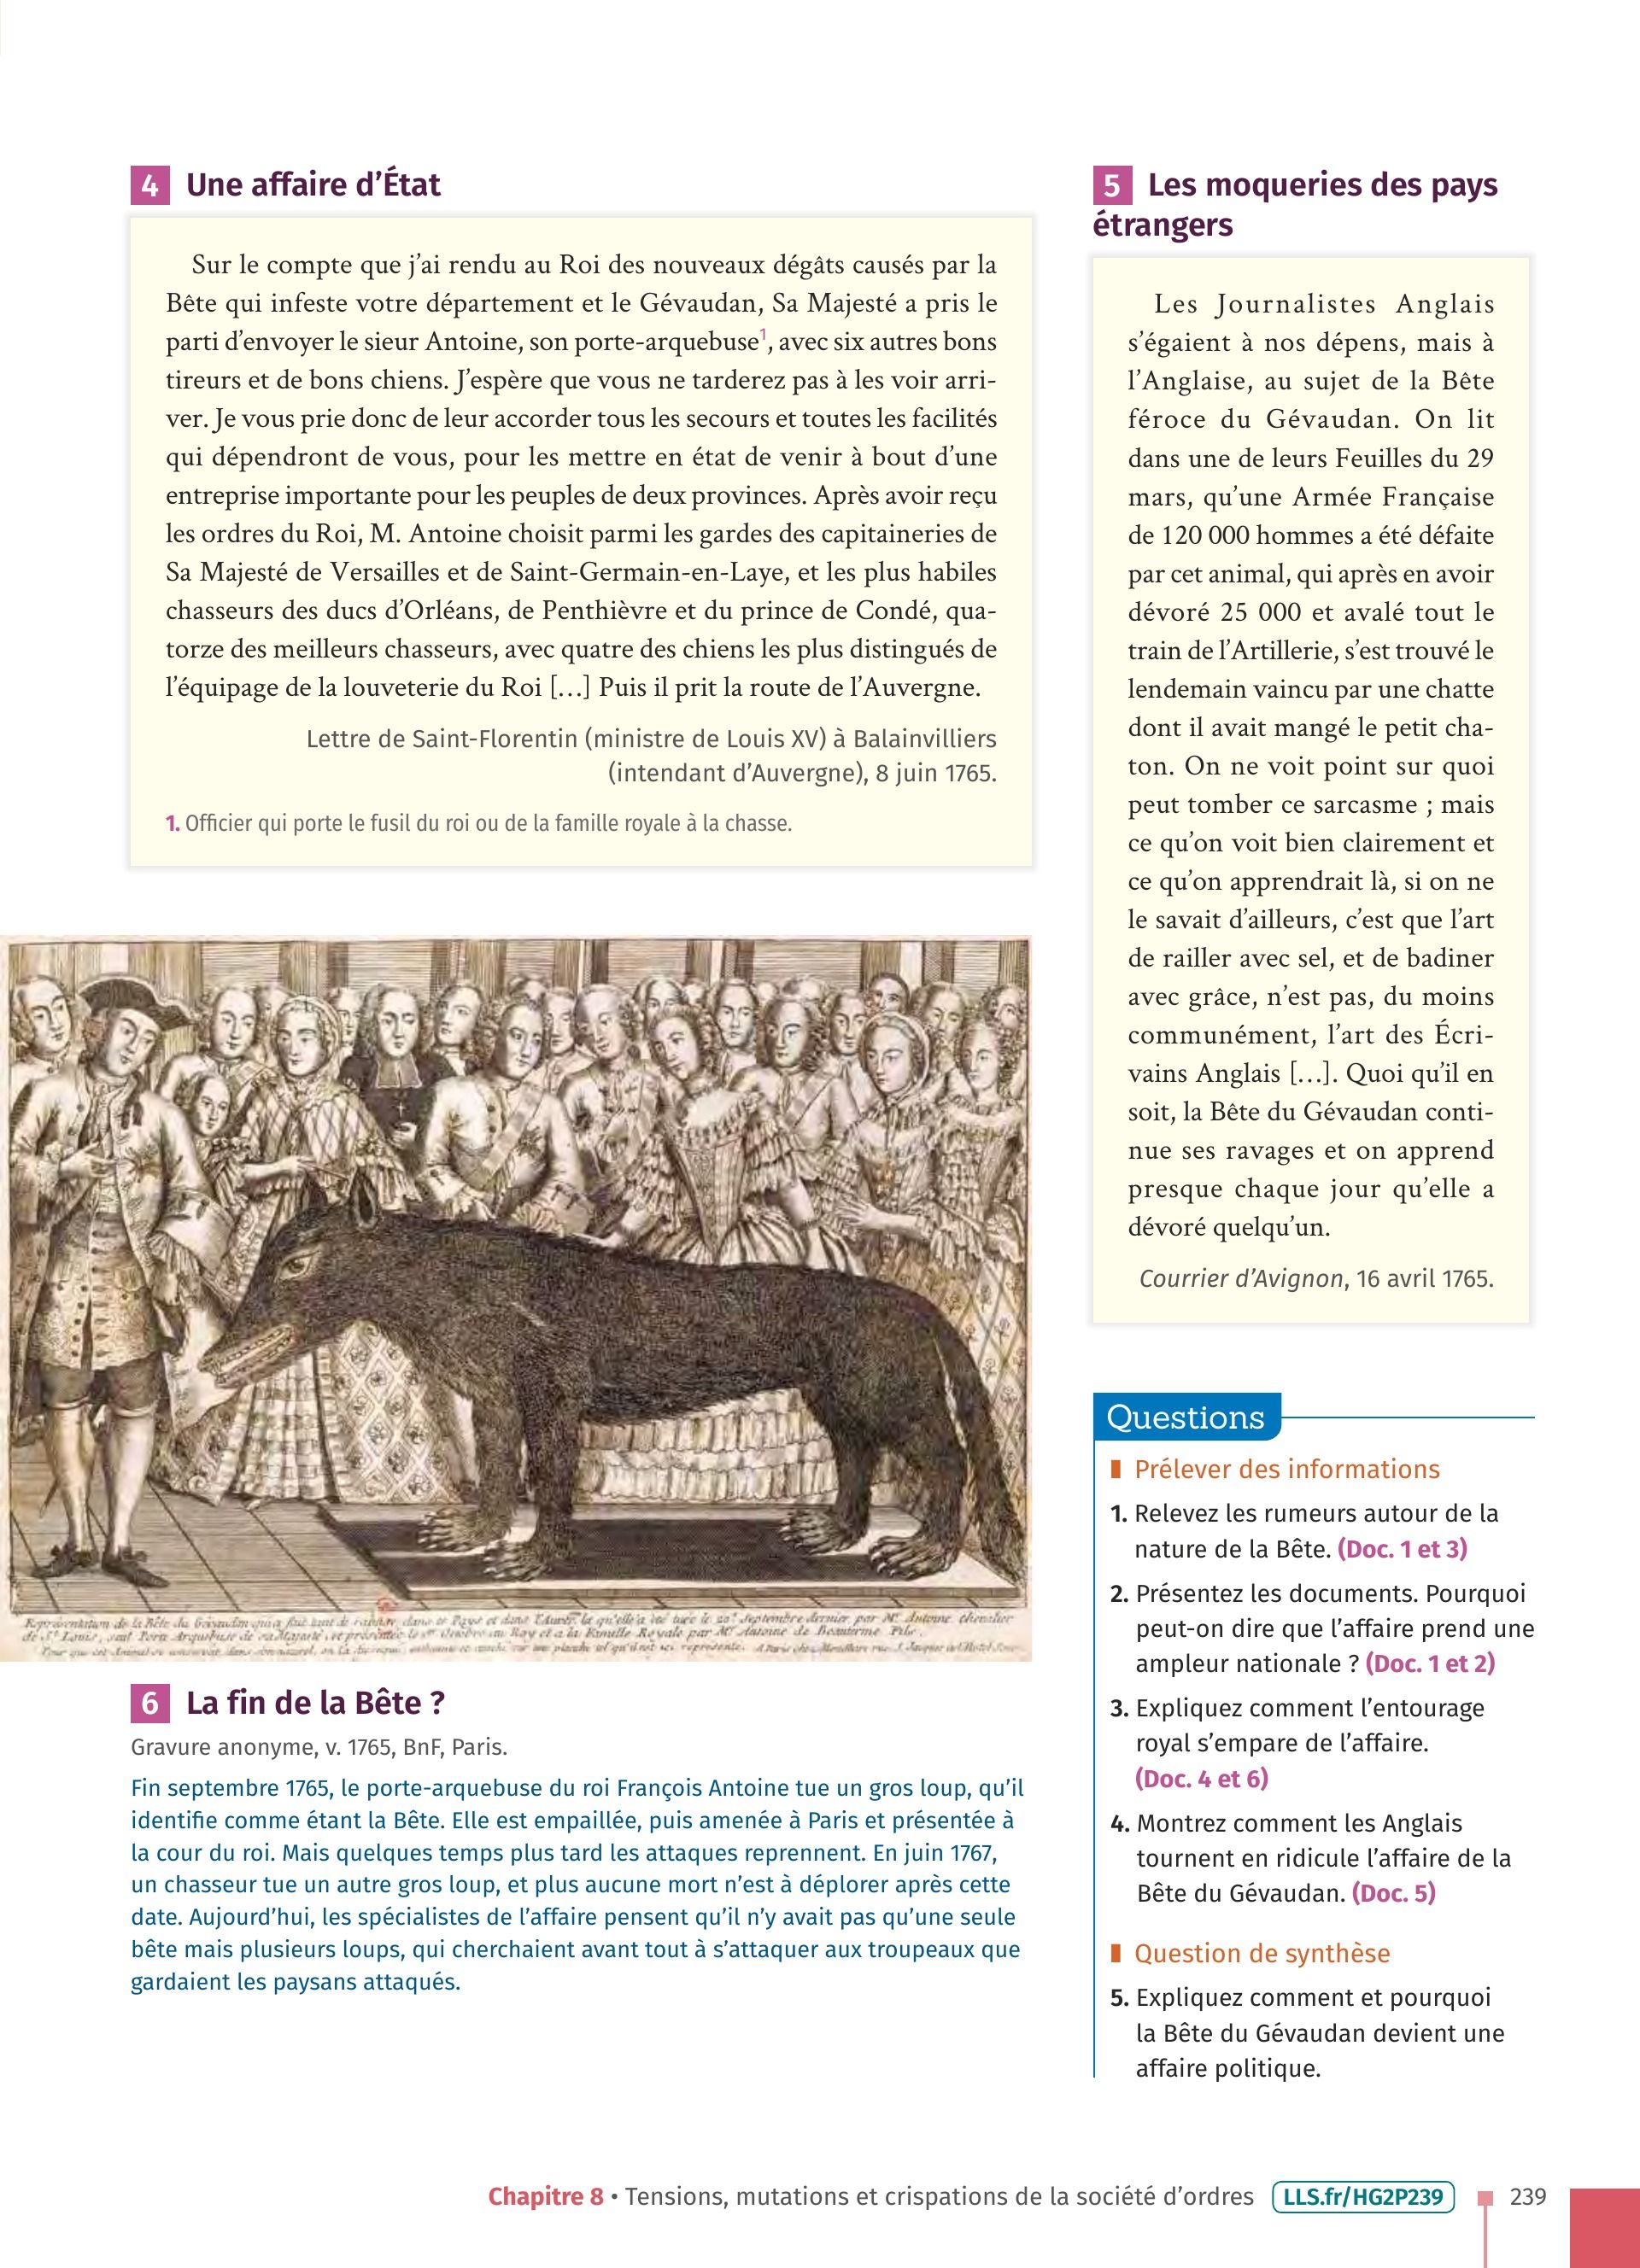 4 Une affaire d'État
Sur le compte que j'ai rendu au Roi des nouveaux dégâts causés par la
Bête qui infeste votre département et le Gévaudan, Sa Majesté a pris le
parti d'envoyer le sieur Antoine, son porte-arquebuse1, avec six autres bons
tireurs et de bons chiens. J'espère que vous ne tarderez pas à les voir arri-
ver. Je vous prie donc de leur accorder tous les secours et toutes les facilités
qui dépendront de vous, pour les mettre en état de venir à bout d'une
entreprise importante pour les peuples de deux provinces. Après avoir reçu
les ordres du Roi, M. Antoine choisit parmi les gardes des capitaineries de
Sa Majesté de Versailles et de Saint-Germain-en-Laye, et les plus habiles
chasseurs des ducs d'Orléans, de Penthièvre et du prince de Condé, qua-
torze des meilleurs chasseurs, avec quatre des chiens les plus distingués de
l'équipage de la louveterie du Roi […] Puis il prit la route de l'Auvergne.
Lettre de Saint-Florentin (ministre de Louis XV) à Balainvilliers
(intendant d'Auvergne), 8 juin 1765.
1. Officier qui porte le fusil du roi ou de la famille royale à la chasse.
5 Les moqueries des pays
étrangers
Les Journalistes Anglais
s'égaient à nos dépens, mais à
l'Anglaise, au sujet de la Bête
féroce du Gévaudan. On lit
dans une de leurs Feuilles du 29
mars, qu'une Armée Française
de 120 000 hommes a été défaite
par cet animal, qui après en avoir
dévoré 25 000 et avalé tout le
train de l'Artillerie, s'est trouvé le
lendemain vaincu par une chatte
dont il avait mangé le petit cha-
ton. On ne voit point sur quoi
peut tomber ce sarcasme ; mais
ce qu'on voit bien clairement et
ce qu'on apprendrait là, si on ne
le savait d'ailleurs, c'est que l'art
de railler avec sel, et de badiner
avec grâce, n'est pas, du moins
communément, l'art des Écri-
vains Anglais […]. Quoi qu'il en
soit, la Bête du Gévaudan conti-
nue ses ravages et on apprend
presque chaque jour qu'elle a
dévoré quelqu'un.
Courrier d'Avignon, 16 avril 1765.
Représentation de la Bête du Gévaudan qui a fait tant de dans ce Pays et dans qu'elle a été tuée le 20e Septembre dernier par Mr Antoine chevalier
de St Louis, seul Porte Arquebuse de sa Majesté, et présentée le Octobre au Roy et a la Famille Royale par Mr Antoine de Beauterne Fils.
6 La fin de la Bête ?
Gravure anonyme, v. 1765, BnF, Paris.
Fin septembre 1765, le porte-arquebuse du roi François Antoine tue un gros loup, qu'il
identifie comme étant la Bête. Elle est empaillée, puis amenée à Paris et présentée à
la cour du roi. Mais quelques temps plus tard les attaques reprennent. En juin 1767,
un chasseur tue un autre gros loup, et plus aucune mort n'est à déplorer après cette
date. Aujourd'hui, les spécialistes de l'affaire pensent qu'il n'y avait pas qu'une seule
bête mais plusieurs loups, qui cherchaient avant tout à s'attaquer aux troupeaux que
gardaient les paysans attaqués.
Questions
Prélever des informations
1. Relevez les rumeurs autour de la
nature de la Bête. (Doc. 1 et 3)
2. Présentez les documents. Pourquoi
peut-on dire que l'affaire prend une
ampleur nationale ? (Doc. 1 et 2)
3. Expliquez comment l'entourage
royal s'empare de l'affaire.
(Doc. 4 et 6)
4. Montrez comment les Anglais
tournent en ridicule l'affaire de la
Bête du Gévaudan. (Doc. 5)
Question de synthèse
5. Expliquez comment et pourquoi
la Bête du Gévaudan devient une
affaire politique.
Chapitre 8 • Tensions, mutations et crispations de la société d'ordres LLS.fr/HG2P239 239